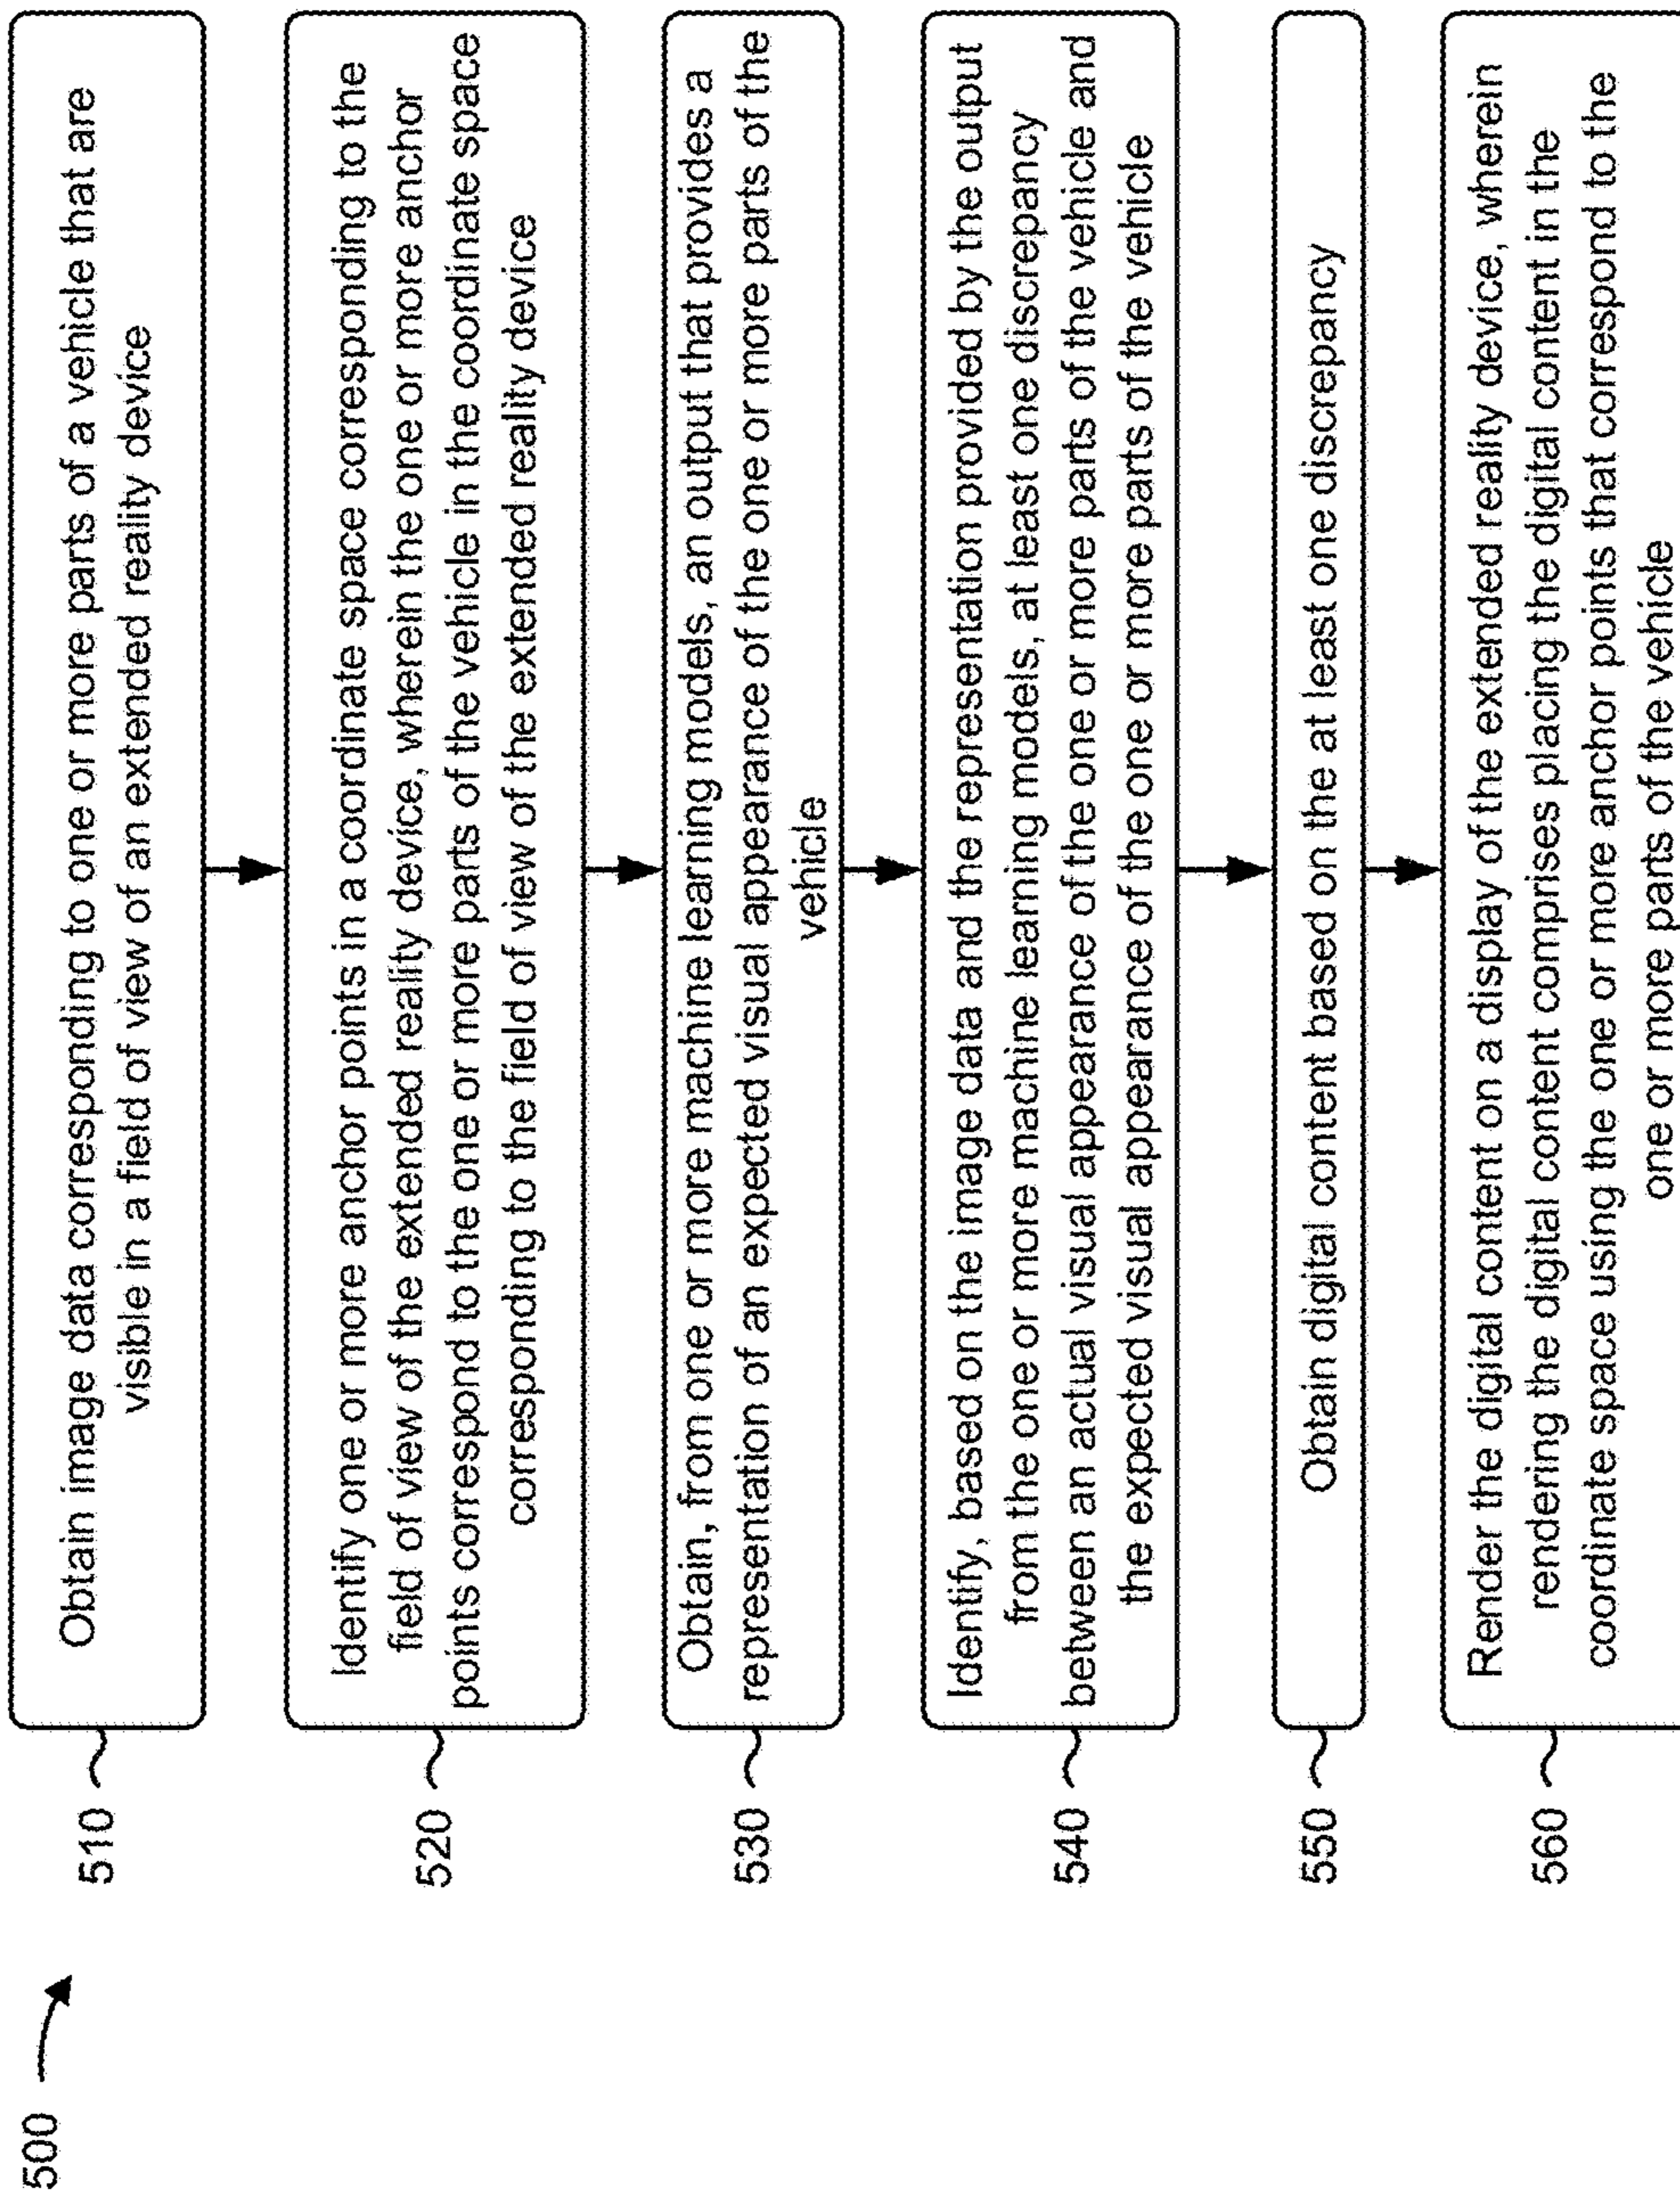 500
510
Obtain image data corresponding to one or more parts of a vehicle that are
visible in a field of view of an extended reality device
520
Identify one or more anchor points in a coordinate space corresponding to the
field of view of the extended reality device, wherein the one or more anchor
points correspond to the one or more parts of the vehicle in the coordinate space
corresponding to the field of view of the extended reality device
530
Obtain, from one or more machine learning models, an output that provides a
representation of an expected visual appearance of the one or more parts of the
vehicle
540
Identify, based on the image data and the representation provided by the output
from the one or more machine learning models, at least one discrepancy
between an actual visual appearance of the one or more parts of the vehicle and
the expected visual appearance of the one or more parts of the vehicle
550
Obtain digital content based on the at least one discrepancy
560
Render the digital content on a display of the extended reality device, wherein
rendering the digital content comprises placing the digital content in the
coordinate space using the one or more anchor points that correspond to the
one or more parts of the vehicle